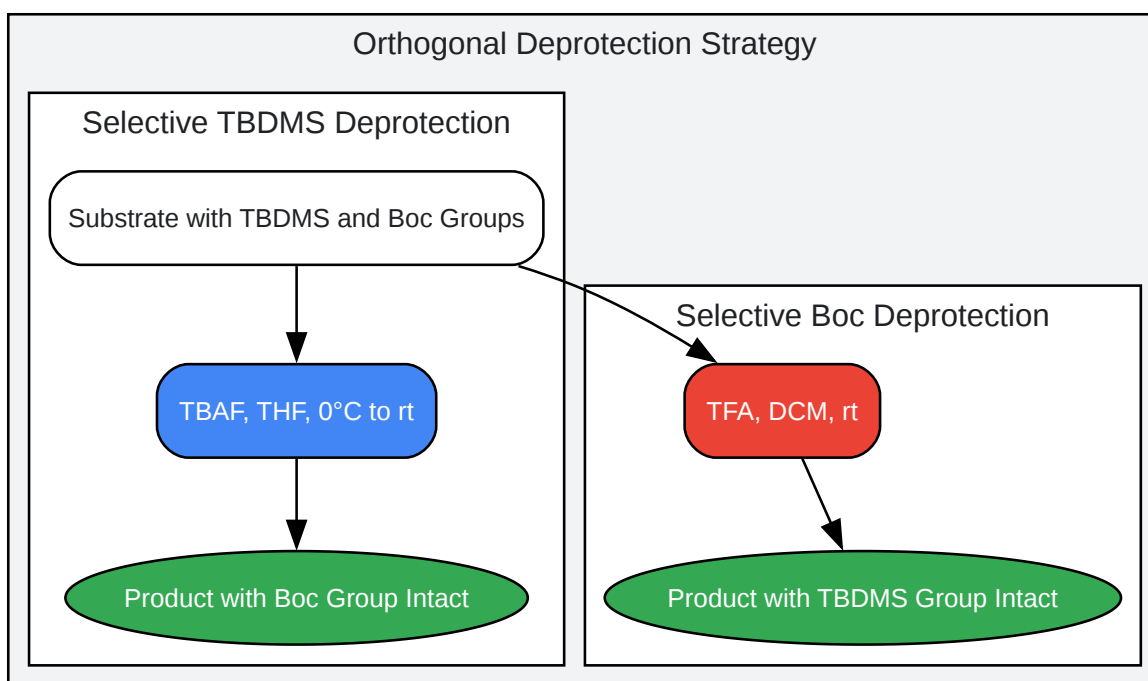 Orthogonal Deprotection Strategy
Selective TBDMS Deprotection
Substrate with TBDMS and Boc Groups
TBAF, THF, 0°C to rt
Product with Boc Group Intact
Selective Boc Deprotection
TFA, DCM, rt
Product with TBDMS Group Intact